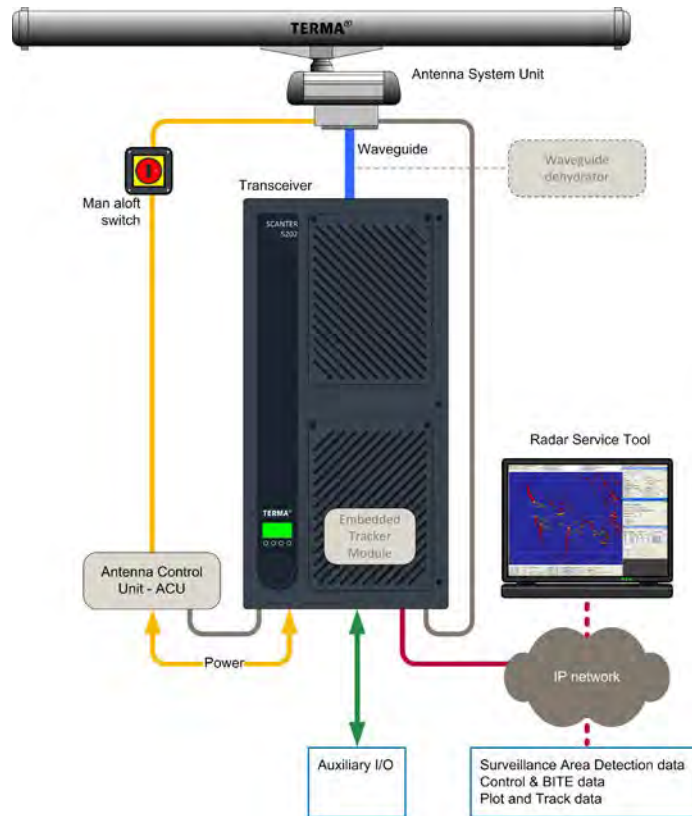 TERMA®
Antenna System Unit
Waveguide
Waveguide
dehydrator
Man aloft
switch
Transceiver
SCANTER
5202
Radar Service Tool
TERMA®
Embedded
Tracker
Module
Antenna Control
Unit - ACU
Power
IP network
Auxiliary I/O
Surveillance Area Detection data
Control & BITE data
Plot and Track data